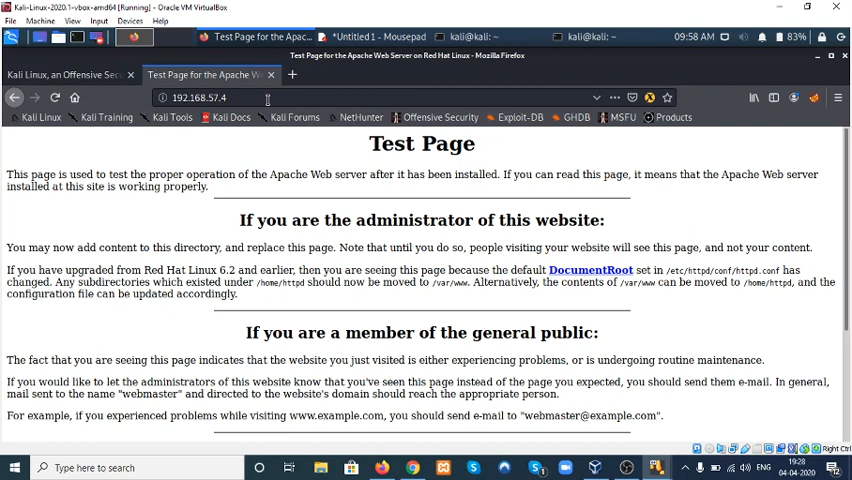 Kali-Linux-2020.1-vbox-amd64 [Running] - Oracle VM VirtualBox
File Machine View Input Devices Help
Test Page for the Apac... *Untitled1 - Mousepad kali@kali: ~ kali@kali: ~ 09:58 AM 83%
Test Page for the Apache Web Server on Red Hat Linux - Mozilla Firefox
Kali Linux, an Offensive Sec Test Page for the Apache We
192.168.57.4
Kali Linux Kali Training Kali Tools Kali Docs Kali Forums NetHunter Offensive Security Exploit-DB GHDB MSFU Products
Test Page
This page is used to test the proper operation of the Apache Web server after it has been installed. If you can read this page, it means that the Apache Web server
installed at this site is working properly.
If you are the administrator of this website:
You may now add content to this directory, and replace this page. Note that until you do so, people visiting your website will see this page, and not your content.
If you have upgraded from Red Hat Linux 6.2 and earlier, then you are seeing this page because the default DocumentRoot set in /etc/httpd/conf/httpd.conf has
changed. Any subdirectories which existed under /home/httpd should now be moved to /var/www. Alternatively, the contents of /var/www can be moved to /home/httpd, and the
configuration file can be updated accordingly.
If you are a member of the general public:
The fact that you are seeing this page indicates that the website you just visited is either experiencing problems, or is undergoing routine maintenance.
If you would like to let the administrators of this website know that you've seen this page instead of the page you expected, you should send them e-mail. In general,
mail sent to the name "webmaster" and directed to the website's domain should reach the appropriate person.
For example, if you experienced problems while visiting www.example.com, you should send e-mail to "webmaster@example.com".
Right Ctrl
Type here to search ENG 19:28
04-04-2020